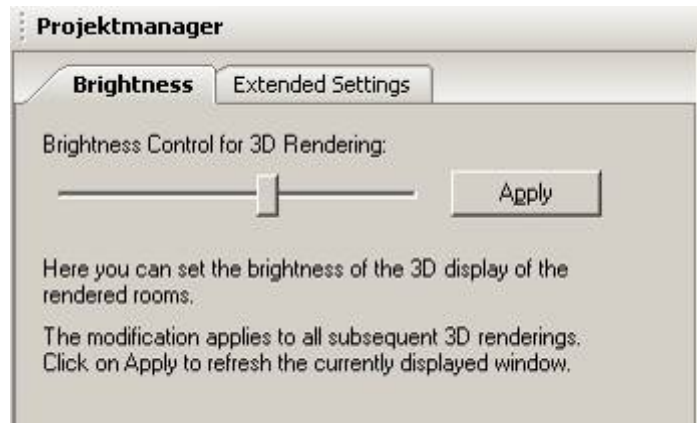 Projektmanager
Brightness
Extended Settings
Brightness Control for 3D Rendering:
Apply
Here you can set the brightness of the 3D display of the
rendered rooms.
The modification applies to all subsequent 3D renderings.
Click on Apply to refresh the currently displayed window.